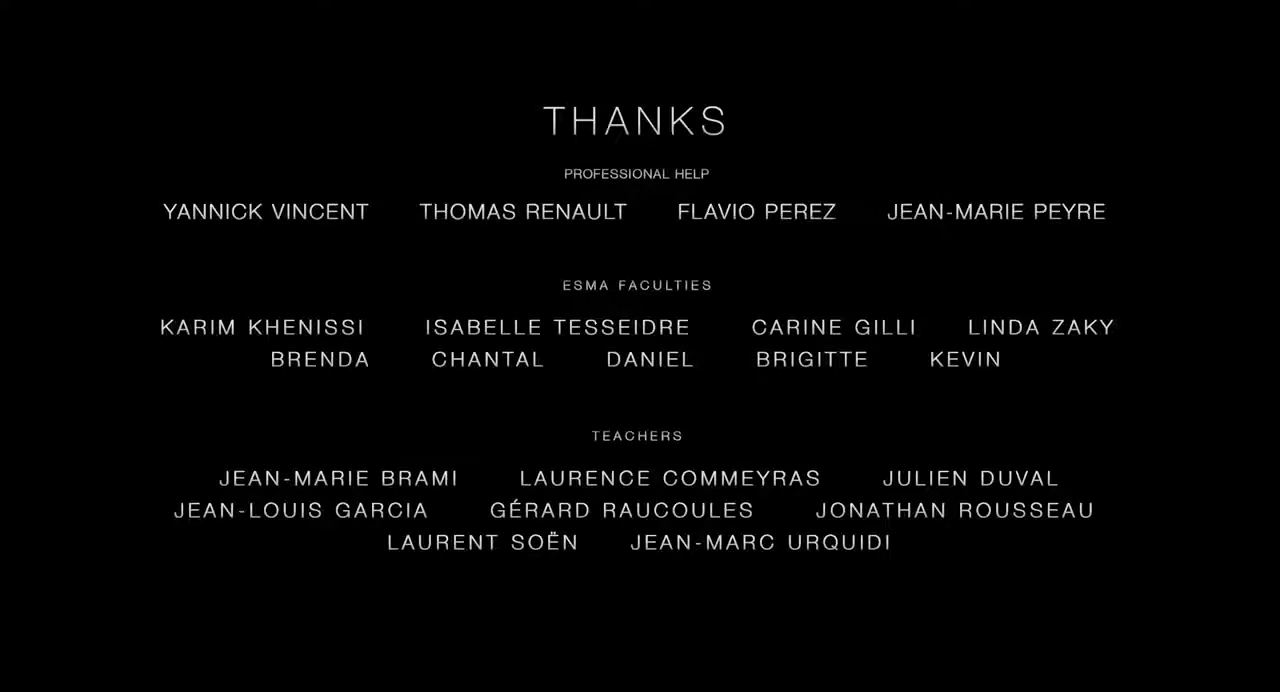 THANKS
PROFESSIONAL HELP
YANNICK VINCENT THOMAS RENAULT FLAVIO PEREZ JEAN-MARIE PEYRE
ESMA FACULTIES
KARIM KHENISSI ISABELLE TESSEIDRE CARINE GILLI LINDA ZAKY
BRENDA CHANTAL DANIEL BRIGITTE KEVIN
TEACHERS
JEAN-MARIE BRAMI LAURENCE COMMEYRAS JULIEN DUVAL
JEAN-LOUIS GARCIA GÉRARD RAUCOULES JONATHAN ROUSSEAU
LAURENT SOËN JEAN-MARC URQUIDI